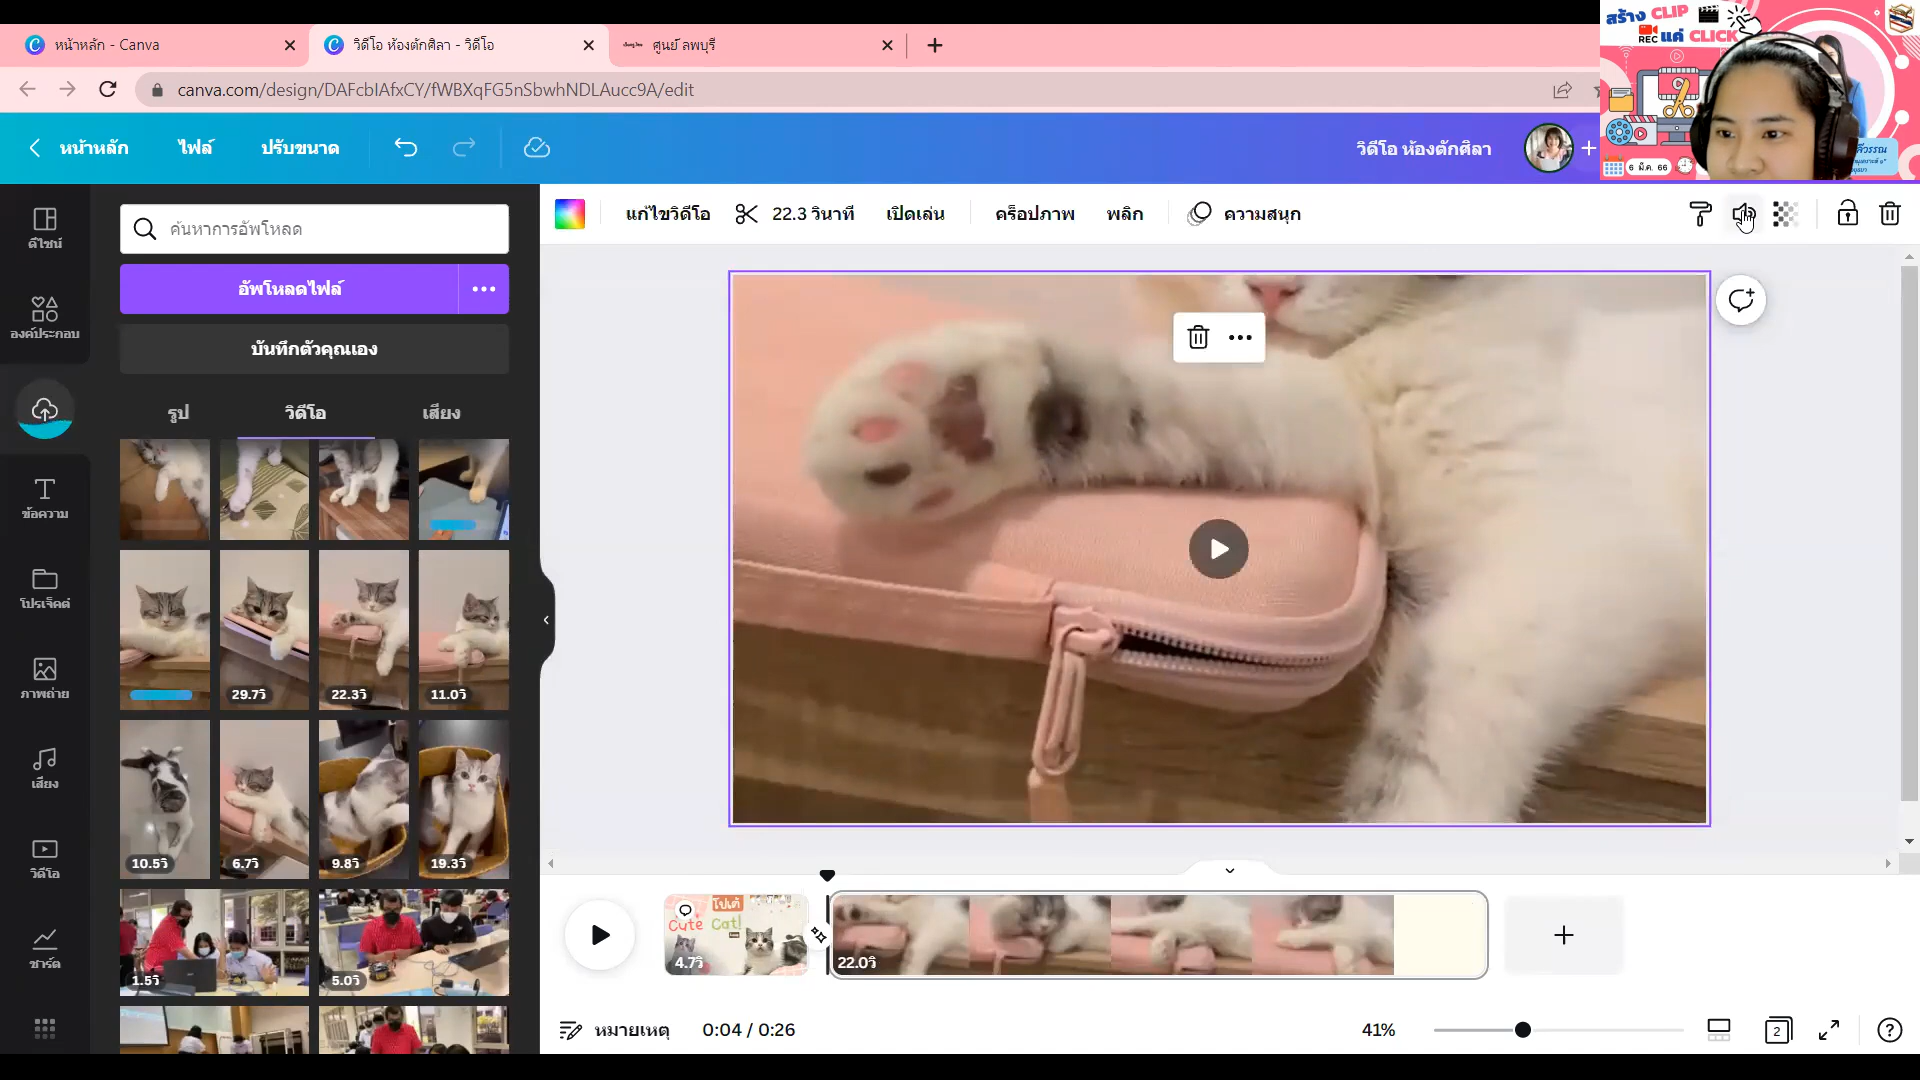 หน้าหลัก - Canva
วิดีโอ ห้องตักศิลา - วิดีโอ
ศูนย์ ลพบุรี
canva.com/design/DAFcbIAfxCY/fWBXqFG5nSbwhNDLAucc9A/edit
สร้าง CLIP
REC แค่ CLICK
6 มี.ค. 66
หน้าหลัก
ไฟล์
ปรับขนาด
วิดีโอ ห้องตักศิลา
ค้นหาการอัพโหลด
อัพโหลดไฟล์
บันทึกตัวคุณเอง
รูป
วิดีโอ
เสียง
ดีไซน์
องค์ประกอบ
ข้อความ
โปรเจ็คต์
ภาพถ่าย
เสียง
วิดีโอ
ชาร์ต
29.7วิ
22.3วิ
11.0วิ
10.5วิ
6.7วิ
9.8วิ
19.3วิ
1.5วิ
5.0วิ
แก้ไขวิดีโอ
22.3 วินาที
เปิดเล่น
คร็อปภาพ
พลิก
ความสนุก
โปเต้
Cute Cat!
4.7วิ
22.0วิ
หมายเหตุ
0:04 / 0:26
41%
2